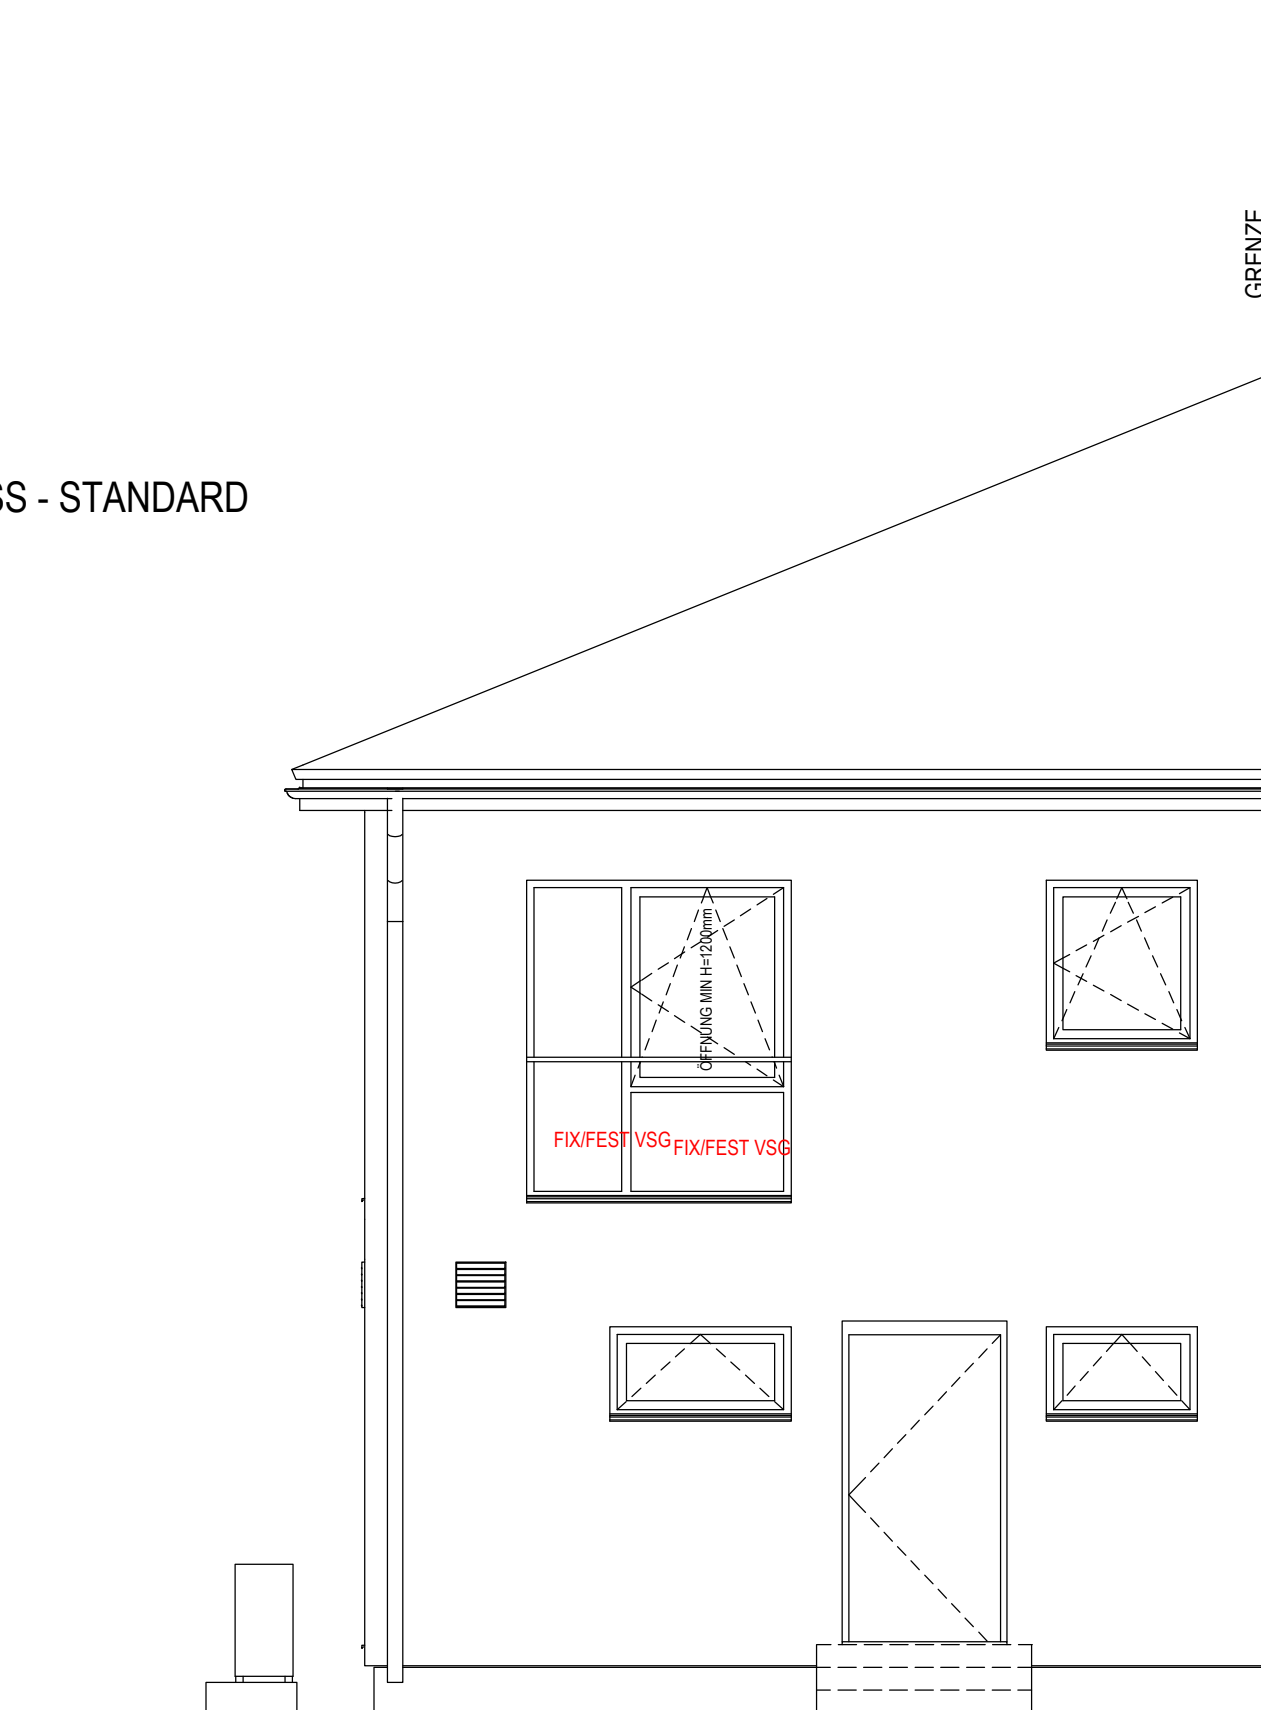 GRENZE
SS - STANDARD
ÖFFNUNG MIN H=1200mm
FIX/FEST VSG
FIX/FEST VSG